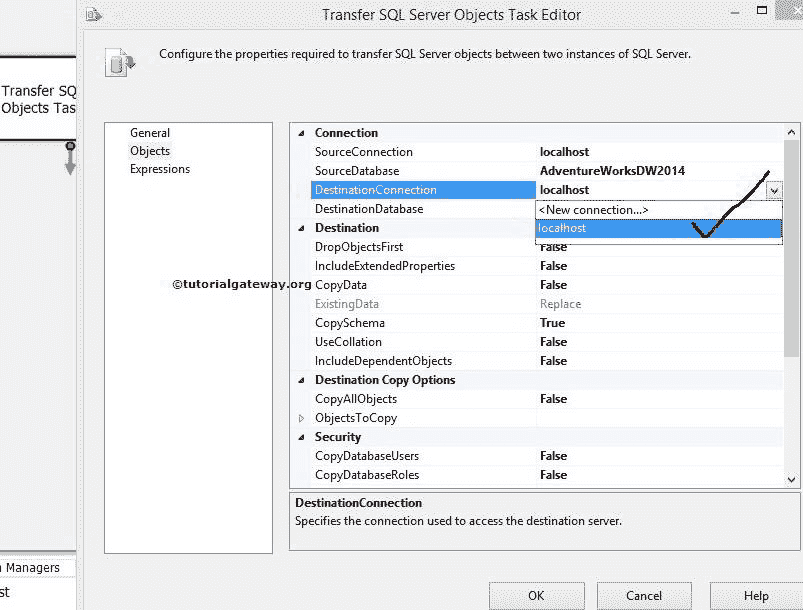 Transfer SQL Server Objects Task Editor
Configure the properties required to transfer SQL Server objects between two instances of SQL Server.
Transfer SQ
Objects Tas
General
Objects
Expressions
Connection
SourceConnection localhost
SourceDatabase AdventureWorksDW2014
DestinationConnection localhost
DestinationDatabase <New connection...>
localhost
Destination
DropObjectsFirst False
IncludeExtendedProperties False
©tutorialgateway.org
CopyData False
ExistingData Replace
CopySchema True
UseCollation False
IncludeDependentObjects False
Destination Copy Options
CopyAllObjects False
ObjectsToCopy
Security
CopyDatabaseUsers False
CopyDatabaseRoles False
DestinationConnection
Specifies the connection used to access the destination server.
Managers
st
OK Cancel Help